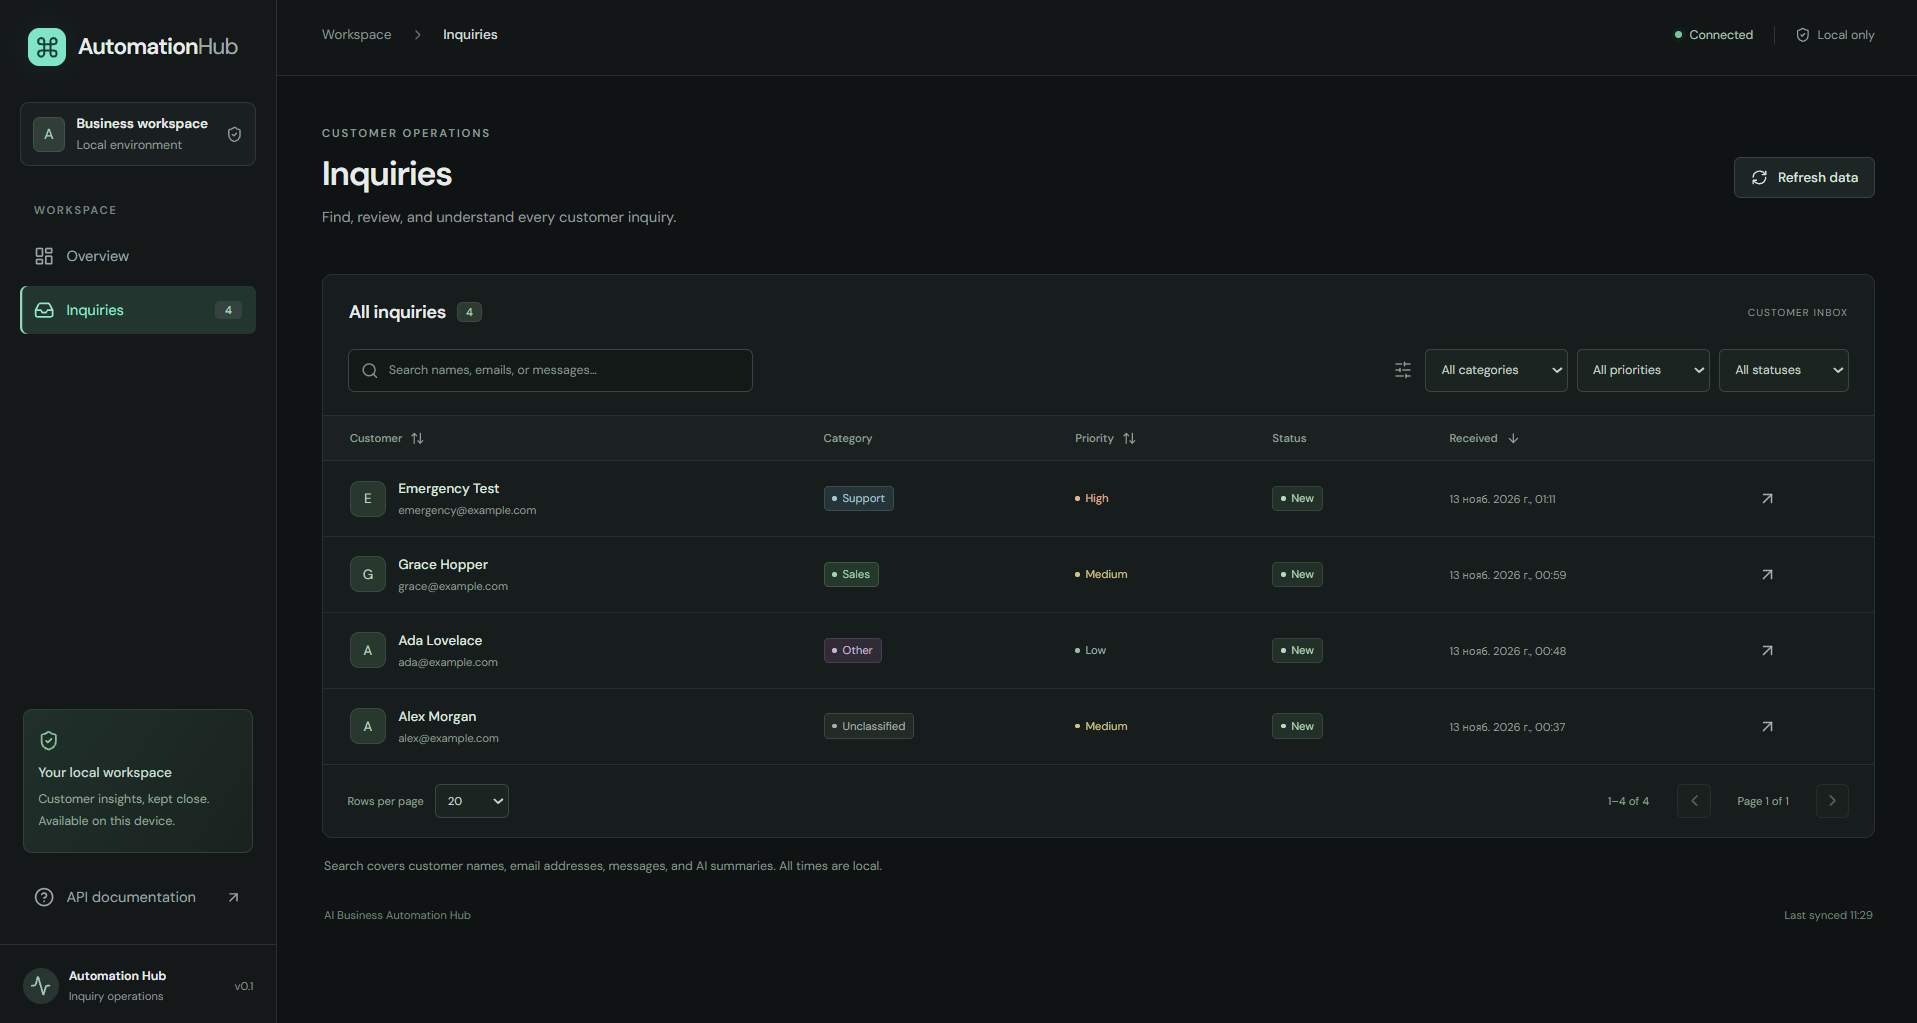 AutomationHub
A
Business workspace
Local environment
WORKSPACE
Overview
Inquiries 4
Your local workspace
Customer insights, kept close.
Available on this device.
API documentation
Automation Hub
Inquiry operations
v0.1
Workspace Inquiries
Connected Local only
CUSTOMER OPERATIONS
Inquiries
Find, review, and understand every customer inquiry.
Refresh data
All inquiries 4
CUSTOMER INBOX
Search names, emails, or messages...
All categories All priorities All statuses
Customer Category Priority Status Received
E Emergency Test Support High New 13 нояб. 2026 г., 01:11
emergency@example.com
G Grace Hopper Sales Medium New 13 нояб. 2026 г., 00:59
grace@example.com
A Ada Lovelace Other Low New 13 нояб. 2026 г., 00:48
ada@example.com
A Alex Morgan Unclassified Medium New 13 нояб. 2026 г., 00:37
alex@example.com
Rows per page 20 1–4 of 4 Page 1 of 1
Search covers customer names, email addresses, messages, and AI summaries. All times are local.
AI Business Automation Hub Last synced 11:29